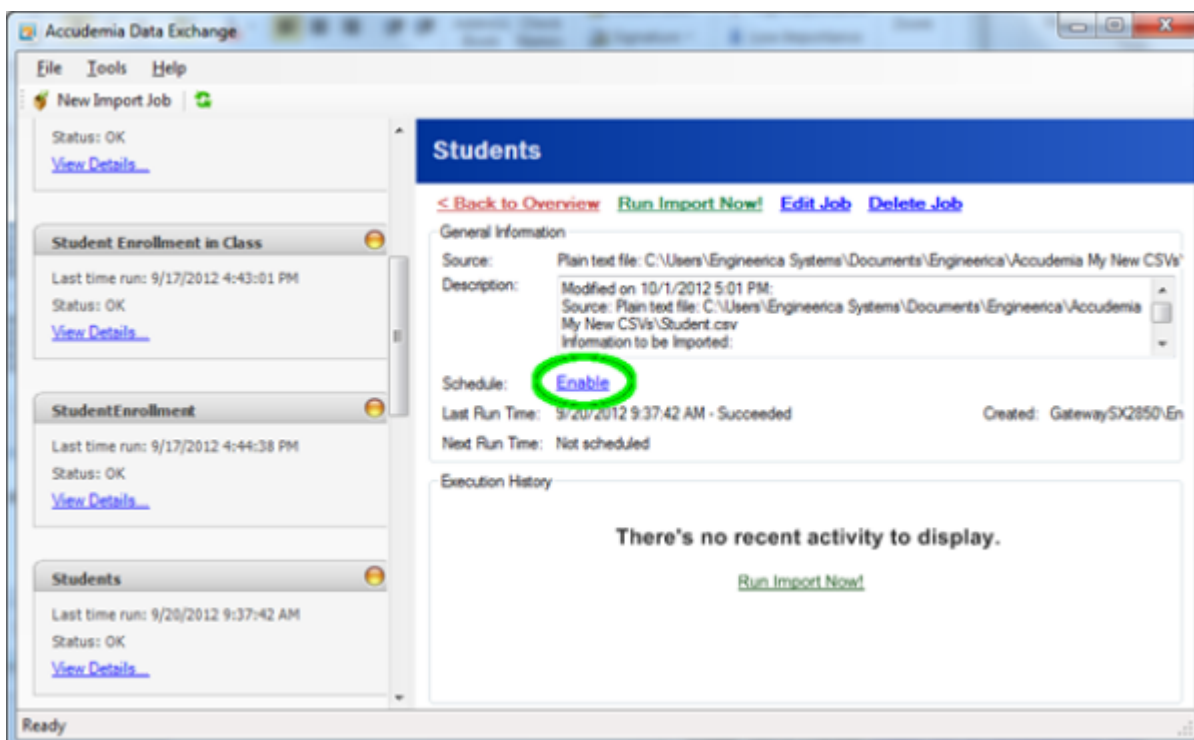 Accudemia Data Exchange
File Tools Help
New Import Job
Status: OK
View Details...
Student Enrollment in Class
Last time run: 9/17/2012 4:43:01 PM
Status: OK
View Details...
StudentEnrollment
Last time run: 9/17/2012 4:44:38 PM
Status: OK
View Details...
Students
Last time run: 9/20/2012 9:37:42 AM
Status: OK
View Details...
Students
< Back to Overview Run Import Now! Edit Job Delete Job
General Information
Source: Plain text file: C:\Users\Engineerica Systems\Documents\Engineerica\Accudemia My New CSVs'
Description: Modified on 10/1/2012 5:01 PM:
Source: Plain text file: C:\Users\Engineerica Systems\Documents\Engineerica\Accudemia
My New CSVs\Student.csv
Information to be Imported:
Schedule: Enable
Last Run Time: 9/20/2012 9:37:42 AM - Succeeded Created: GatewaySX2850\En
Next Run Time: Not scheduled
Execution History
There's no recent activity to display.
Run Import Now!
Ready